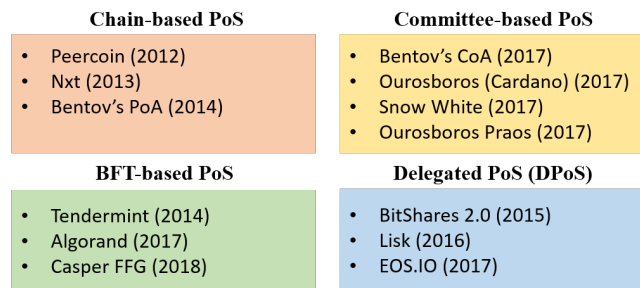 Chain-based PoS
• Peercoin (2012)
• Nxt (2013)
• Bentov's PoA (2014)
Committee-based PoS
• Bentov's CoA (2017)
• Ourosboros (Cardano) (2017)
• Snow White (2017)
• Ourosboros Praos (2017)
BFT-based PoS
• Tendermint (2014)
• Algorand (2017)
• Casper FFG (2018)
Delegated PoS (DPoS)
• BitShares 2.0 (2015)
• Lisk (2016)
• EOS.IO (2017)